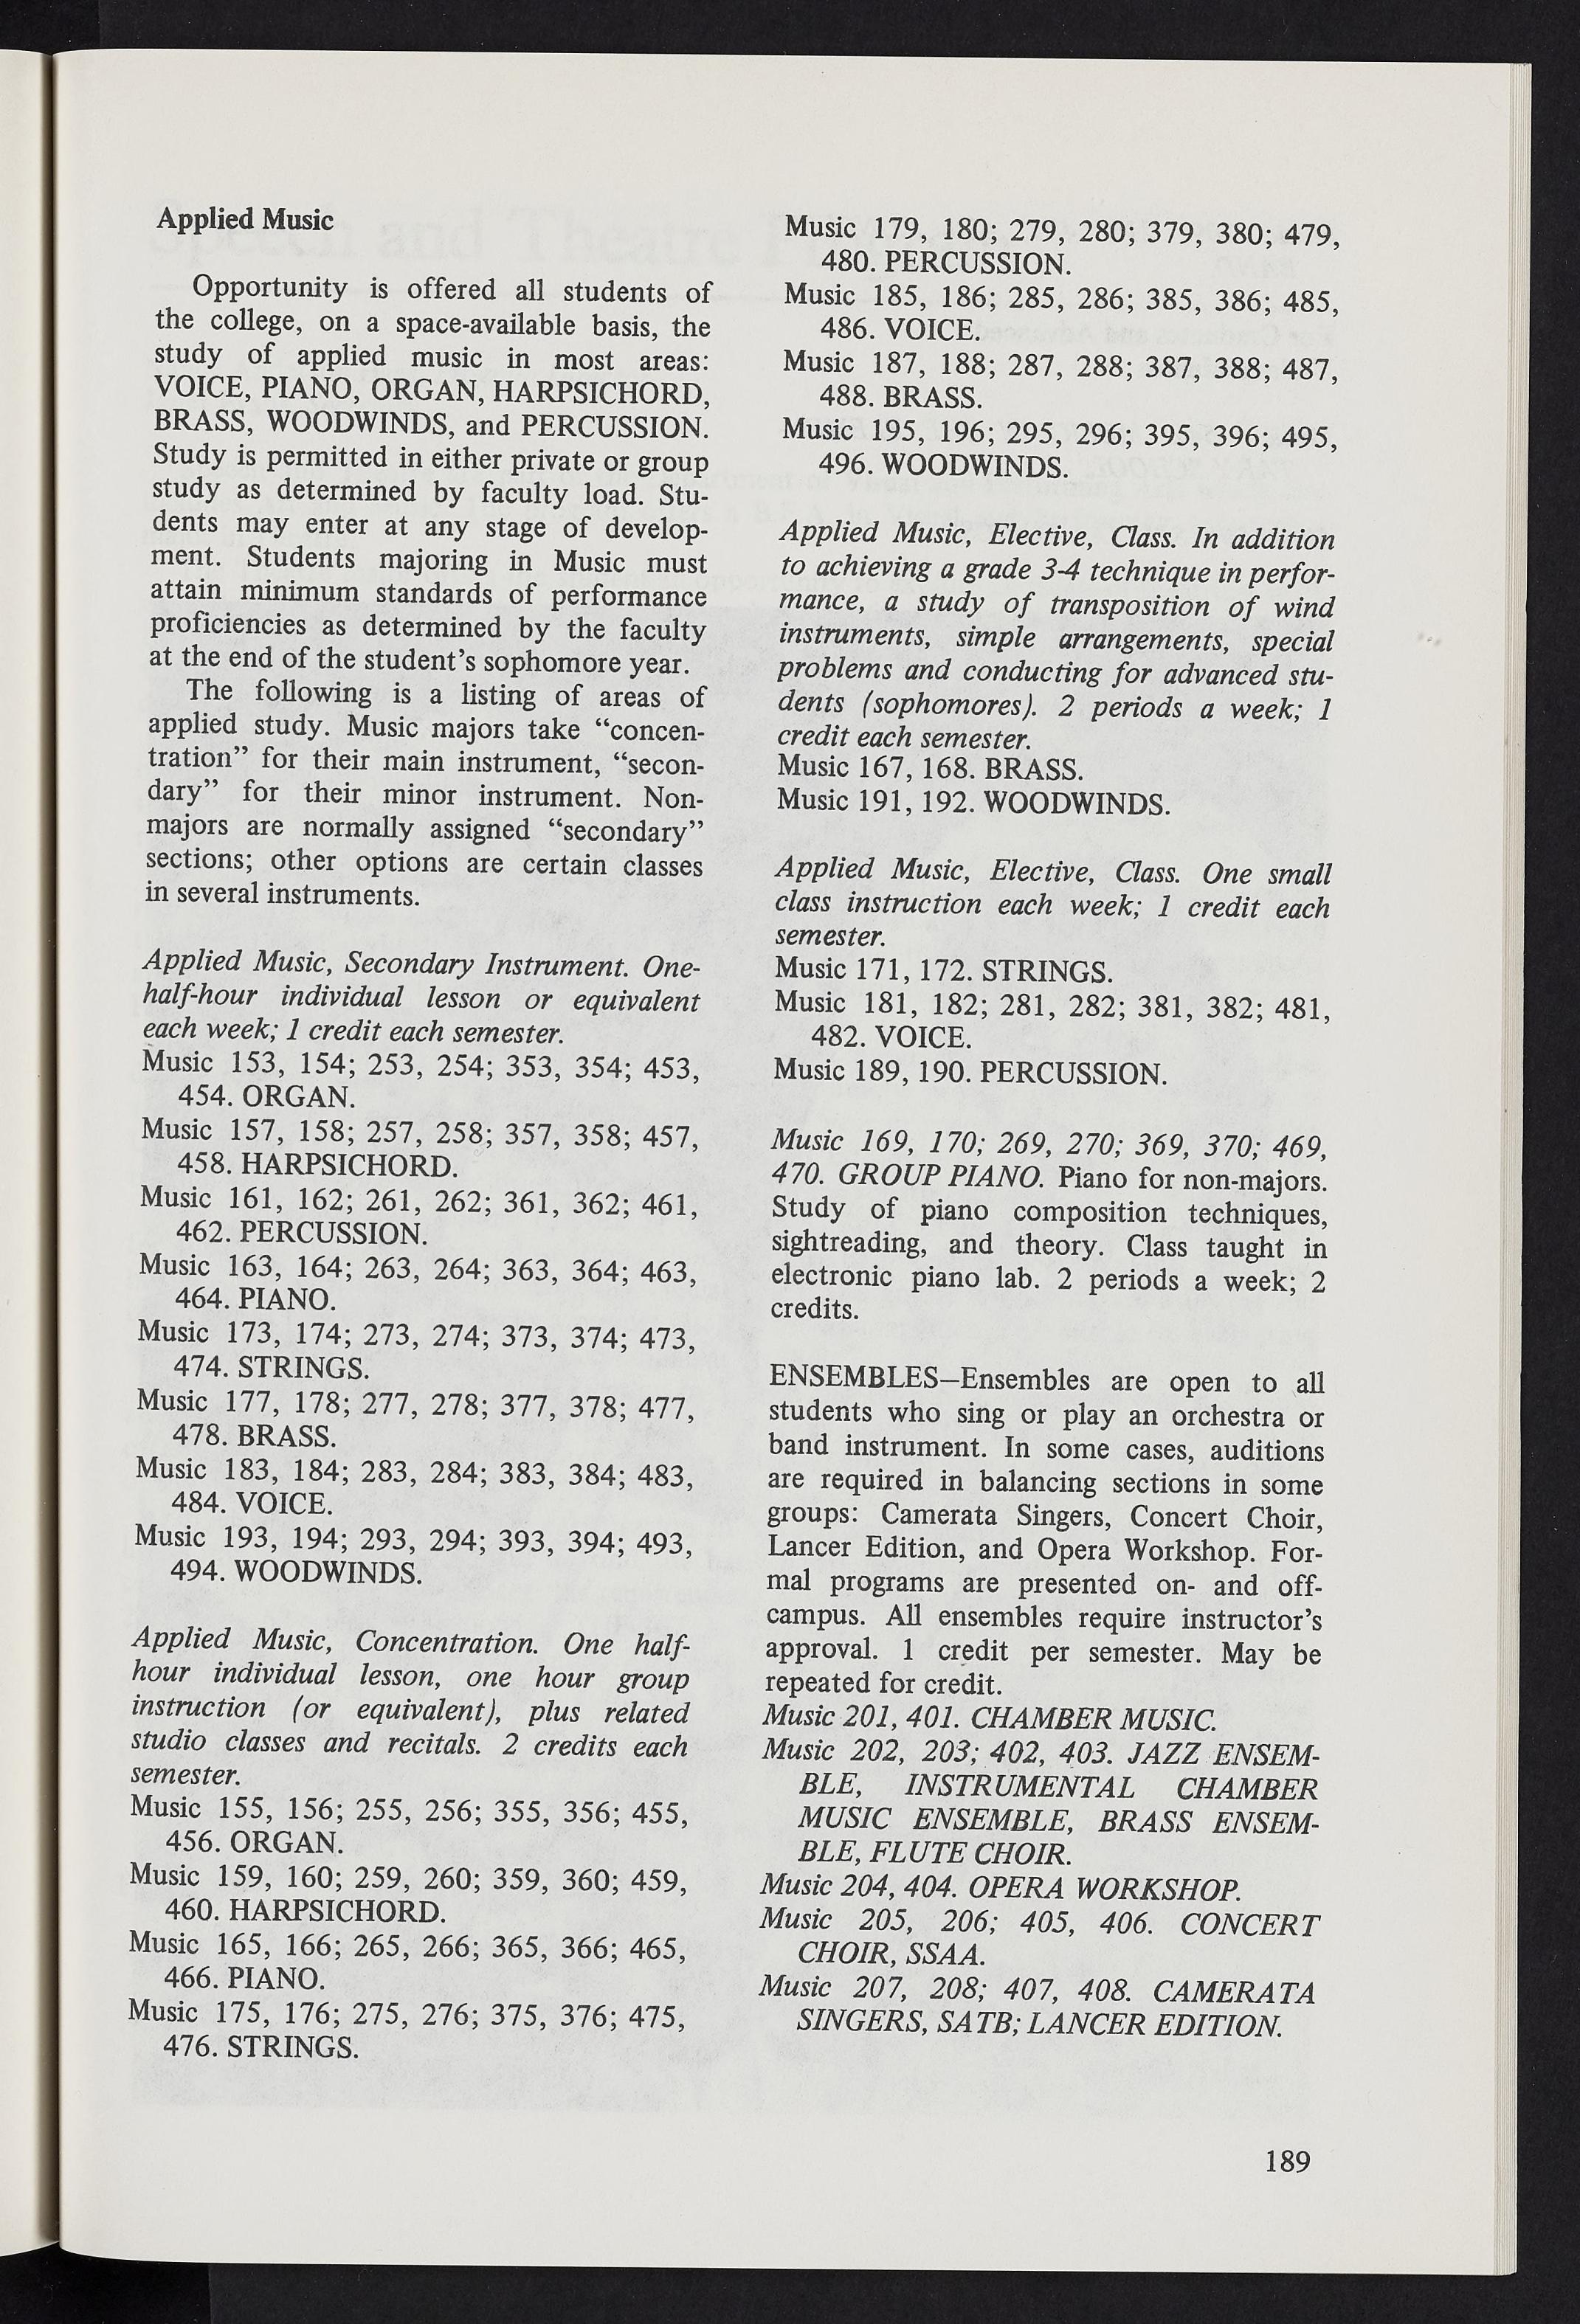 Applied Music
Opportunity is offered all students of
the college, on a space-available basis, the
study of applied music in most areas:
VOICE, PIANO, ORGAN, HARPSICHORD,
BRASS, WOODWINDS, and PERCUSSION.
Study is permitted in either private or group
study as determined by faculty load. Stu-
dents may enter at any stage of develop-
ment. Students majoring in Music must
attain minimum standards of performance
proficiencies as determined by the faculty
at the end of the student's sophomore year.
The following is a listing of areas of
applied study. Music majors take “concen-
tration” for their main instrument, “secon-
dary” for their minor instrument. Non-
majors are normally assigned “secondary”
sections; other options are certain classes
in several instruments.
Applied Music, Secondary Instrument. One-
half-hour individual lesson or equivalent
each week; 1 credit each semester.
Music 153, 154; 253, 254; 353, 354; 453,
454. ORGAN.
Music 157, 158; 257, 258; 357, 358; 457,
458. HARPSICHORD.
Music 161, 162; 261, 262; 361, 362; 461,
462. PERCUSSION.
Music 163, 164; 263, 264; 363, 364; 463,
464. PIANO.
Music 173, 174; 273, 274; 373, 374; 473,
474. STRINGS.
Music 177, 178; 277, 278; 377, 378; 477,
478. BRASS.
Music 183, 184; 283, 284; 383, 384; 483,
484. VOICE.
Music 193, 194; 293, 294; 393, 394; 493,
494. WOODWINDS.
Applied Music, Concentration. One half-
hour individual lesson, one hour group
instruction (or equivalent), plus related
studio classes and recitals. 2 credits each
semester.
Music 155, 156; 255, 256; 355, 356; 455,
456. ORGAN.
Music 159, 160; 259, 260; 359, 360; 459,
460. HARPSICHORD.
Music 165, 166; 265, 266; 365, 366; 465,
466. PIANO.
Music 175, 176; 275, 276; 375, 376; 475,
476. STRINGS.
Music 179, 180; 279, 280; 379, 380; 479,
480. PERCUSSION.
Music 185, 186; 285, 286; 385, 386; 485,
486. VOICE.
Music 187, 188; 287, 288; 387, 388; 487,
488. BRASS.
Music 195, 196; 295, 296; 395, 396; 495,
496. WOODWINDS.
Applied Music, Elective, Class. In addition
to achieving a grade 3-4 technique in perfor-
mance, a study of transposition of wind
instruments, simple arrangements, special
problems and conducting for advanced stu-
dents (sophomores). 2 periods a week; 1
credit each semester.
Music 167, 168. BRASS.
Music 191, 192. WOODWINDS.
Applied Music, Elective, Class. One small
class instruction each week; 1 credit each
semester.
Music 171, 172. STRINGS.
Music 181, 182; 281, 282; 381, 382; 481,
482. VOICE.
Music 189, 190. PERCUSSION.
Music 169, 170; 269, 270; 369, 370; 469,
470. GROUP PIANO. Piano for non-majors.
Study of piano composition techniques,
sightreading, and theory. Class taught in
electronic piano lab. 2 periods a week; 2
credits.
ENSEMBLES—Ensembles are open to all
students who sing or play an orchestra or
band instrument. In some cases, auditions
are required in balancing sections in some
groups: Camerata Singers, Concert Choir,
Lancer Edition, and Opera Workshop. For-
mal programs are presented on- and off-
campus. All ensembles require instructor's
approval. 1 credit per semester. May be
repeated for credit.
Music 201, 401. CHAMBER MUSIC.
Music 202, 203; 402, 403. JAZZ ENSEM-
BLE, INSTRUMENTAL CHAMBER
MUSIC ENSEMBLE, BRASS ENSEM-
BLE, FLUTE CHOIR.
Music 204, 404. OPERA WORKSHOP.
Music 205, 206; 405, 406. CONCERT
CHOIR, SSAA.
Music 207, 208; 407, 408. CAMERATA
SINGERS, SATB; LANCER EDITION.
189